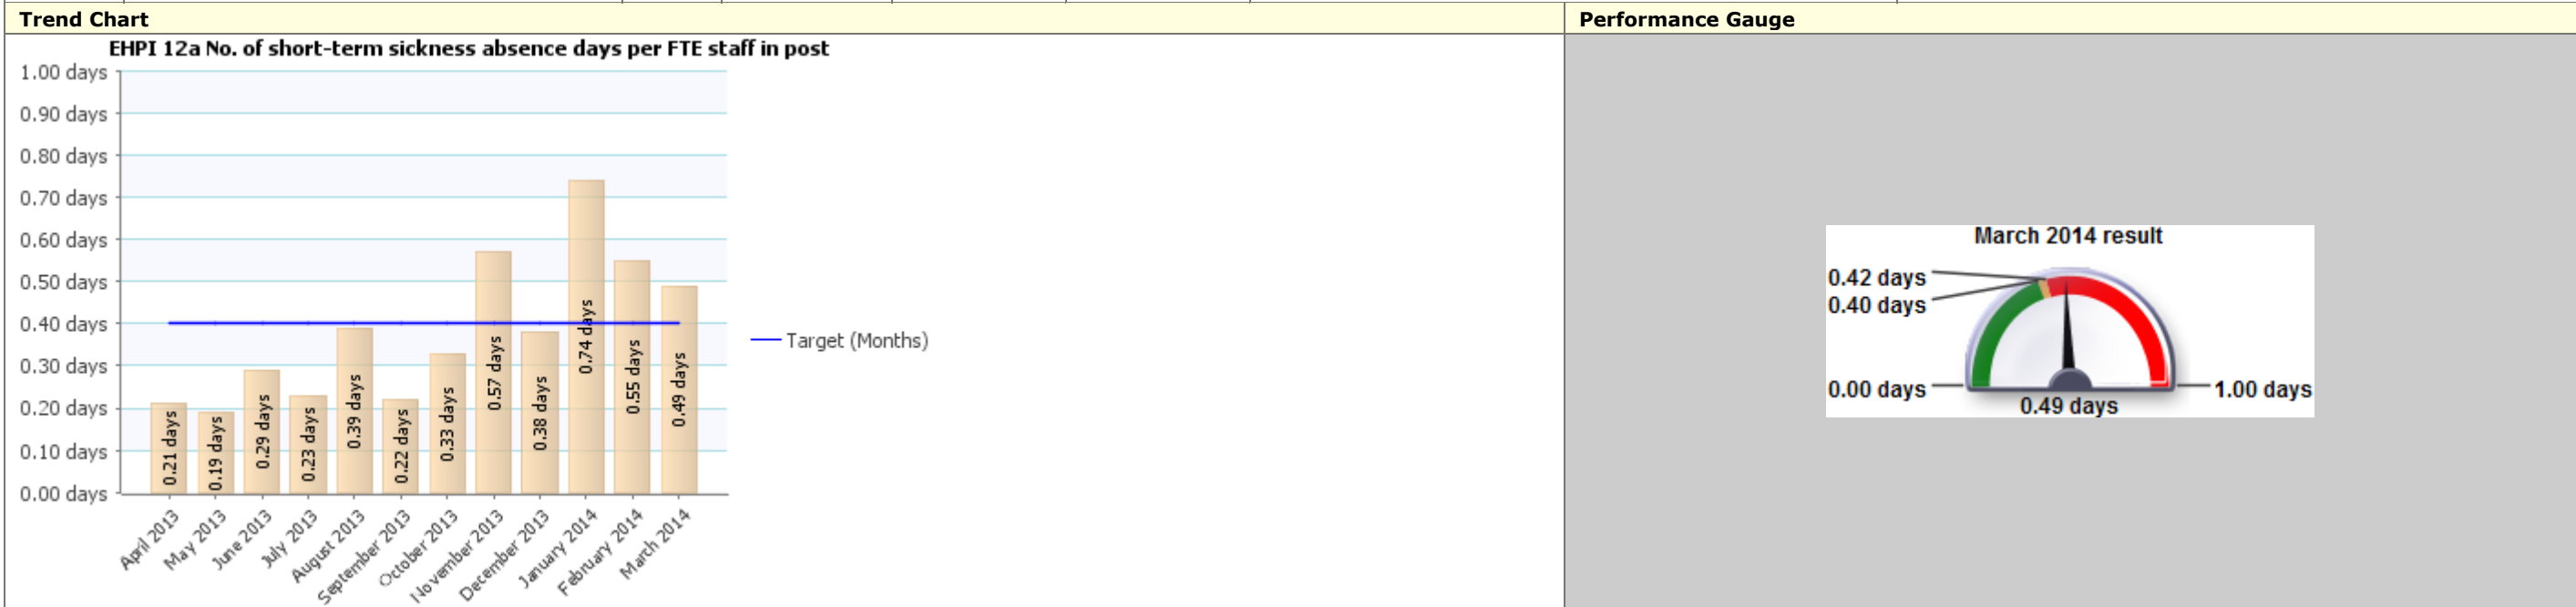 Trend Chart
Performance Gauge
EHPI 12a No. of short-term sickness absence days per FTE staff in post
1.00 days
0.90 days
0.80 days
0.70 days
0.60 days
0.50 days
0.40 days
0.30 days
0.20 days
0.10 days
0.00 days
0.21 days
0.19 days
0.29 days
0.23 days
0.39 days
0.22 days
0.33 days
0.57 days
0.38 days
0.74 days
0.55 days
0.49 days
April 2013
May 2013
June 2013
July 2013
August 2013
September 2013
October 2013
November 2013
December 2013
January 2014
February 2014
March 2014
Target (Months)
March 2014 result
0.42 days
0.40 days
0.00 days
1.00 days
0.49 days